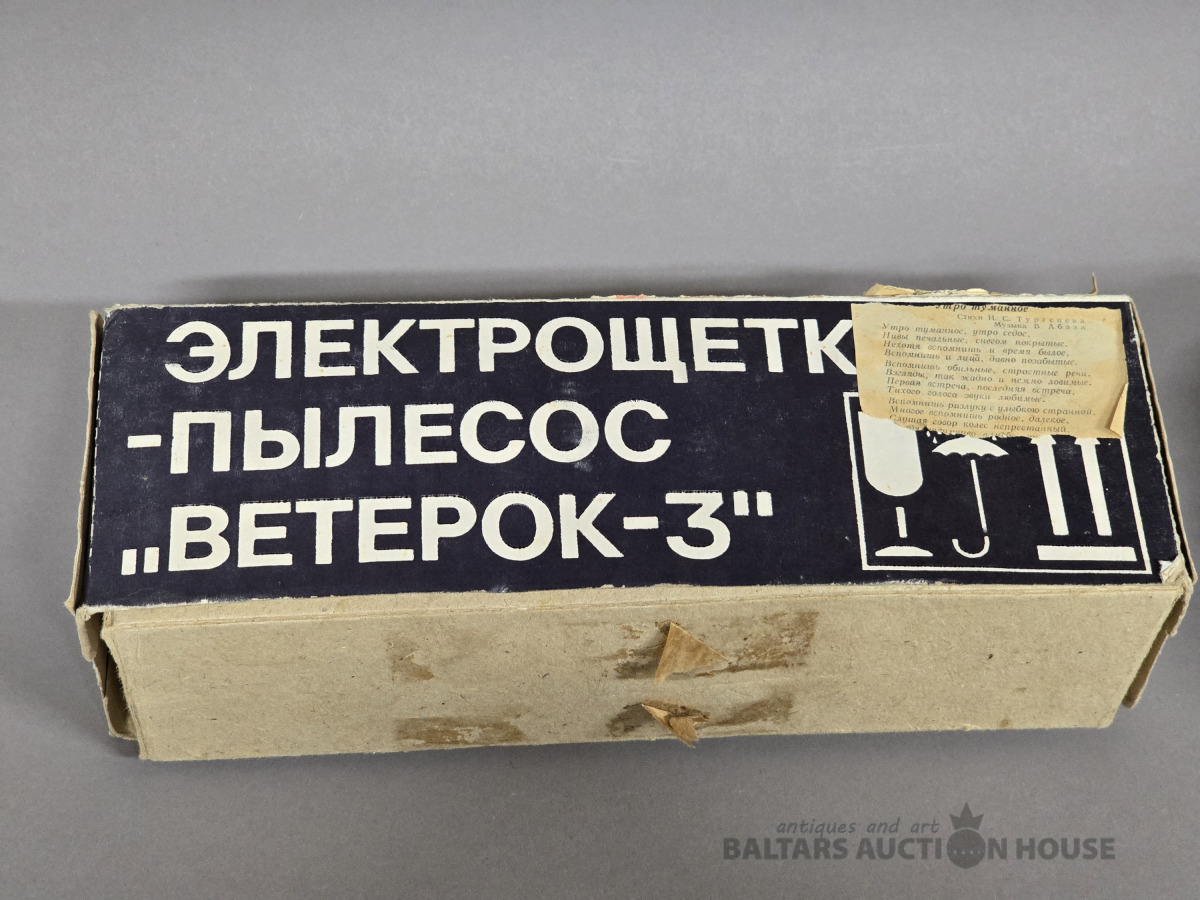 ЭЛЕКТРОЩЕТК
-ПЫЛЕСОС
„ВЕТЕРОК-3"
Утро туманное
Стихи И. С. Тургенева
Музыка В. Абаза
Утро туманное, утро седое,
Нивы печальные, снегом покрытые,
Нехотя вспомнишь и время былое,
Вспомнишь и лица, давно позабытые.
Вспомнишь обильные, страстные речи,
Взгляды, так жадно и нежно ловимые,
Первая встреча, последняя встреча,
Тихого голоса звуки любимые.
Вспомнишь разлуку с улыбкою странной,
Многое вспомнишь родное, далекое,
Слушая говор колес непрестанный,
antiques and art
BALTARS AUCTION HOUSE